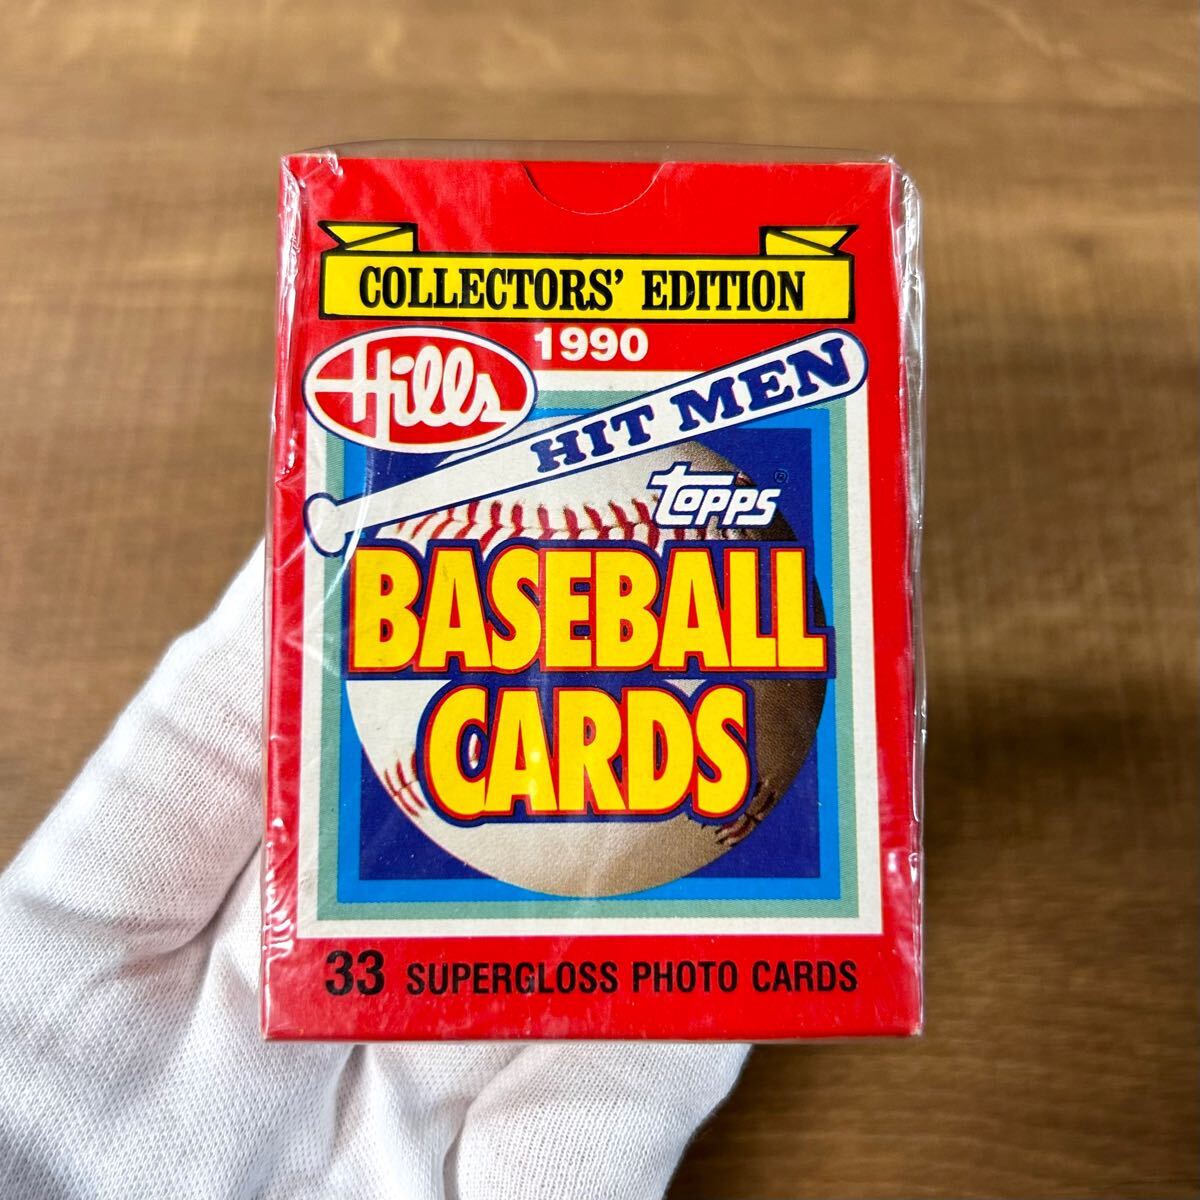 COLLECTORS' EDITION
1990
Hills
HIT MEN
TOPPS®
BASEBALL
CARDS
33 SUPERGLOSS PHOTO CARDS